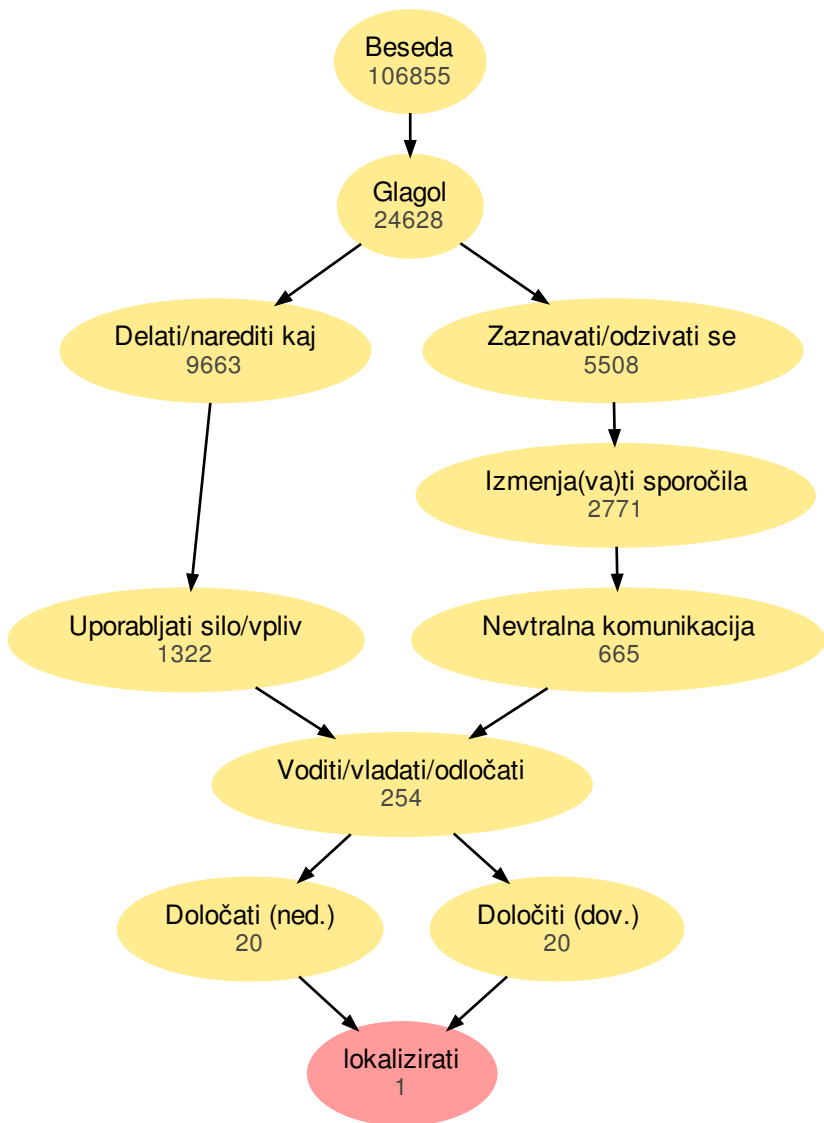 Beseda
106855
Glagol
24628
Delati/narediti kaj
9663
Zaznavati/odzivati se
5508
Izmenja(va)ti sporočila
2771
Uporabljati silo/vpliv
1322
Nevtralna komunikacija
665
Voditi/vladati/odločati
254
Določati (ned.)
20
Določiti (dov.)
20
lokalizirati
1